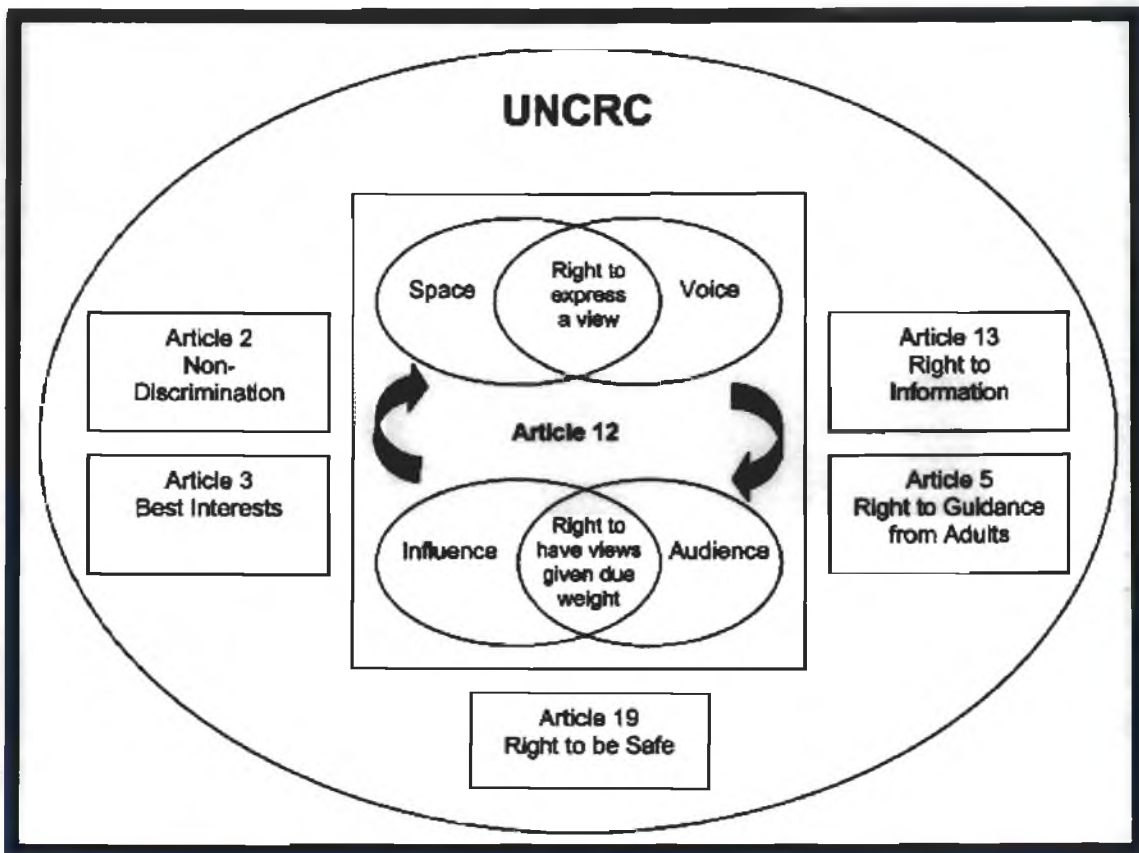 UNCRC
Space
Right to
express
a view
Voice
Article 2
Non-
Discrimination
Article 13
Right to
Information
Article 12
Article 3
Best Interests
Article 5
Right to Guidance
from Adults
Influence
Right to
have views
given due
weight
Audience
Article 19
Right to be Safe